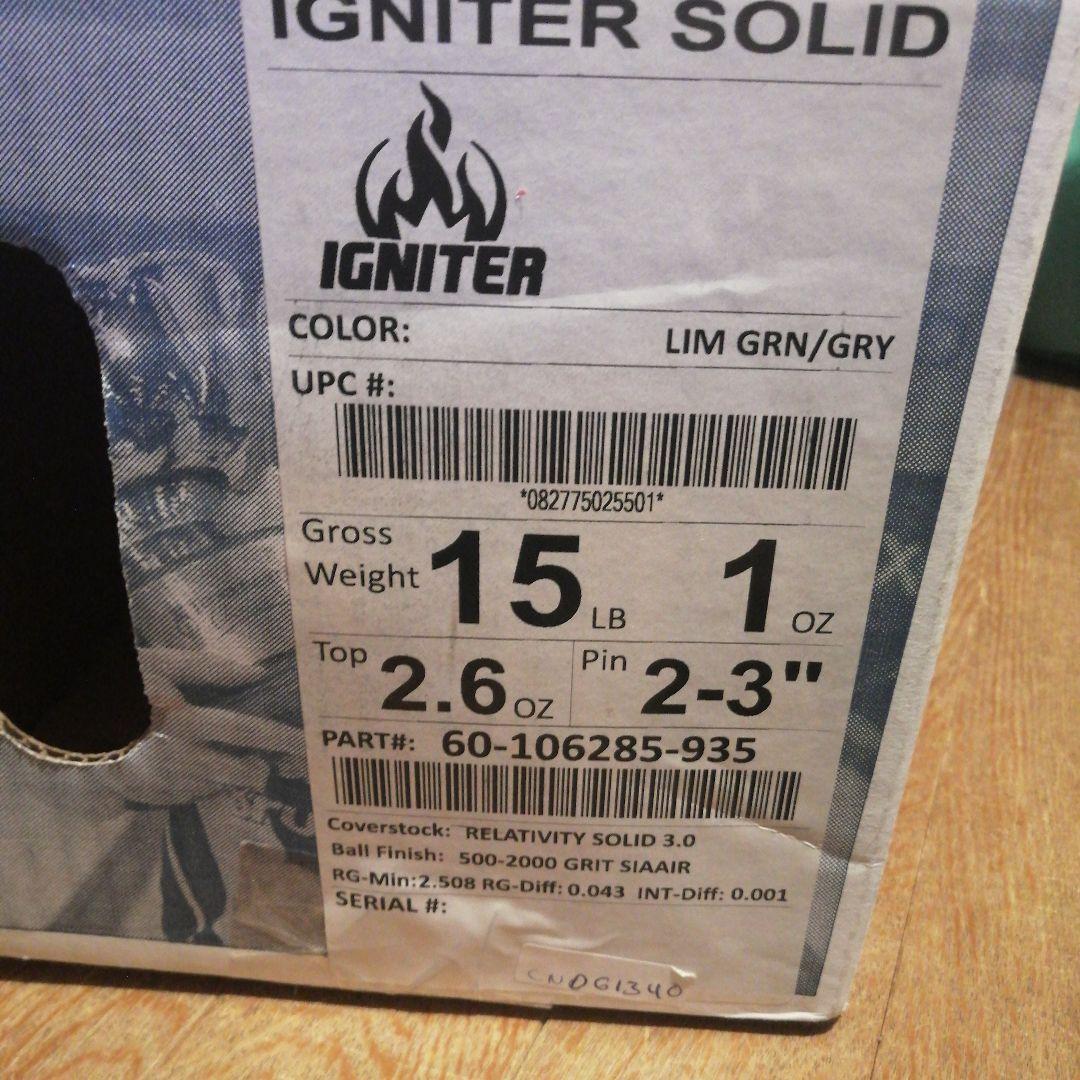 IGNITER SOLID
IGNITER
COLOR: LIM GRN/GRY
UPC #:
*082775025501*
Gross Weight 15 LB 1 OZ
Top 2.6 OZ Pin 2-3"
PART#: 60-106285-935
Coverstock: RELATIVITY SOLID 3.0
Ball Finish: 500-2000 GRIT SIAAIR
RG-Min:2.508 RG-Diff: 0.043 INT-Diff: 0.001
SERIAL #:
CNDG1340